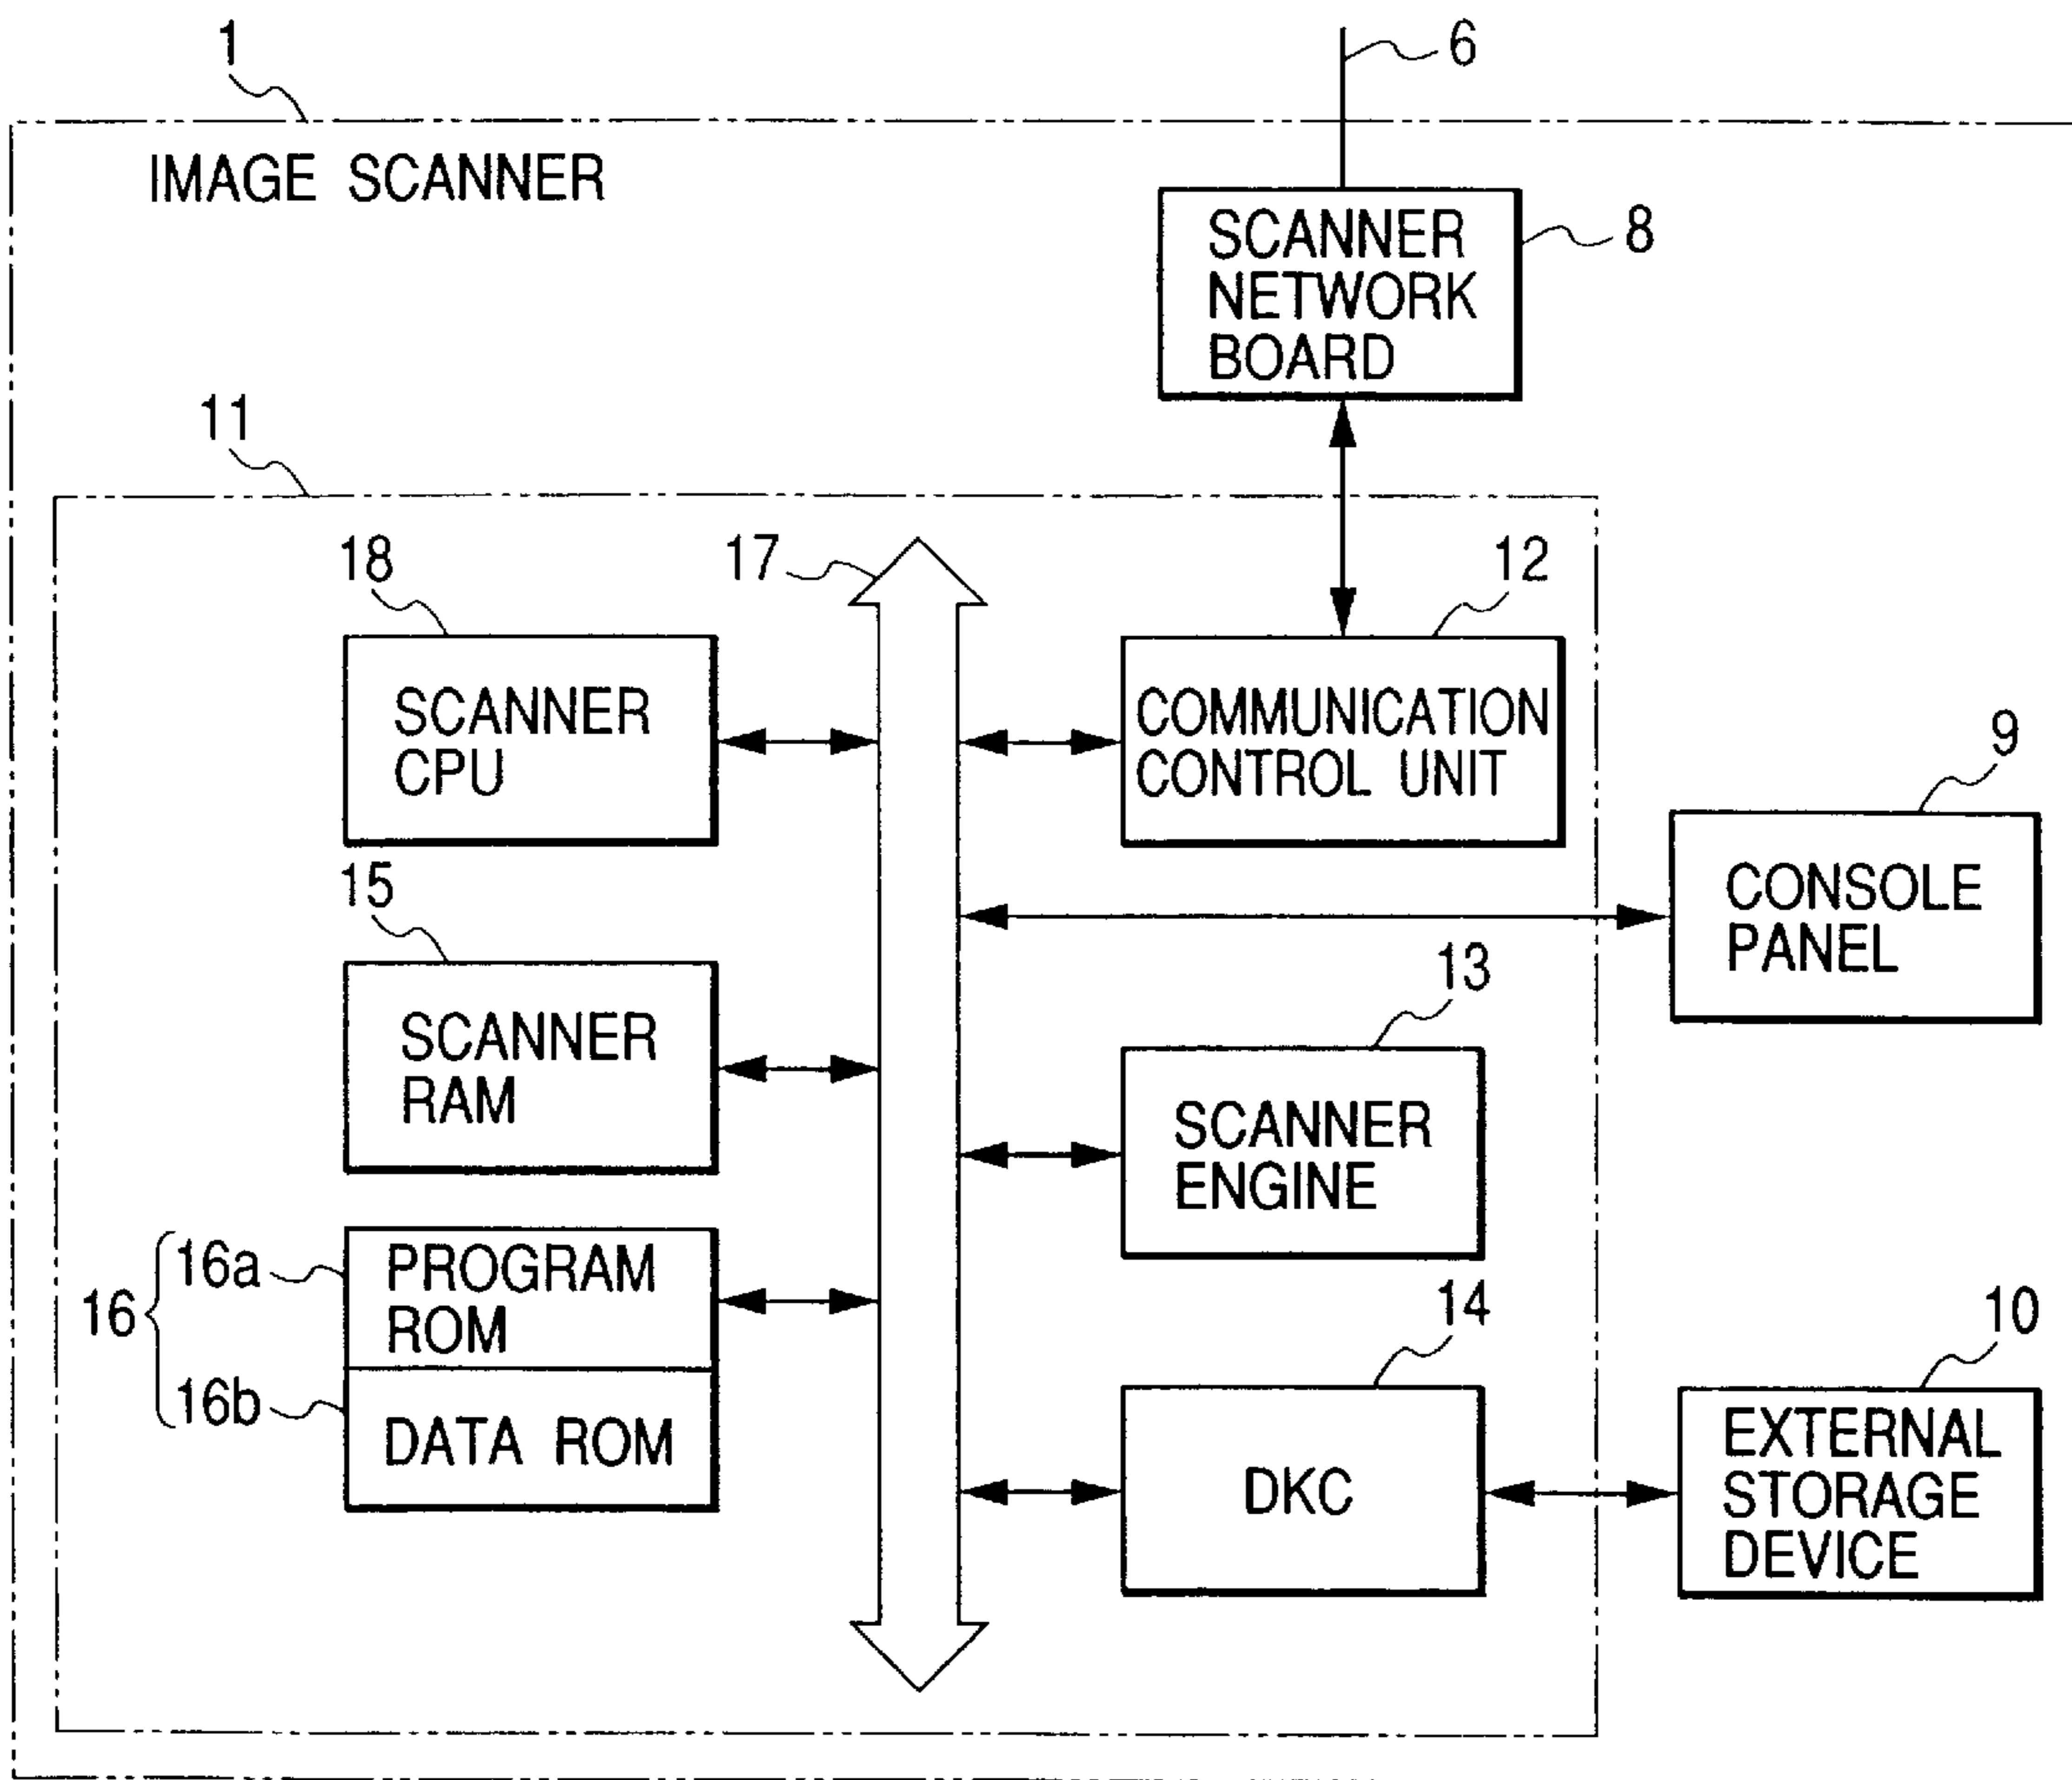 1
6
IMAGE SCANNER
SCANNER
NETWORK
BOARD
8
11
18
17
12
SCANNER
CPU
COMMUNICATION
CONTROL UNIT
9
15
CONSOLE
PANEL
13
SCANNER
RAM
SCANNER
ENGINE
16
16a
PROGRAM
ROM
14
10
16b
DATA ROM
DKC
EXTERNAL
STORAGE
DEVICE